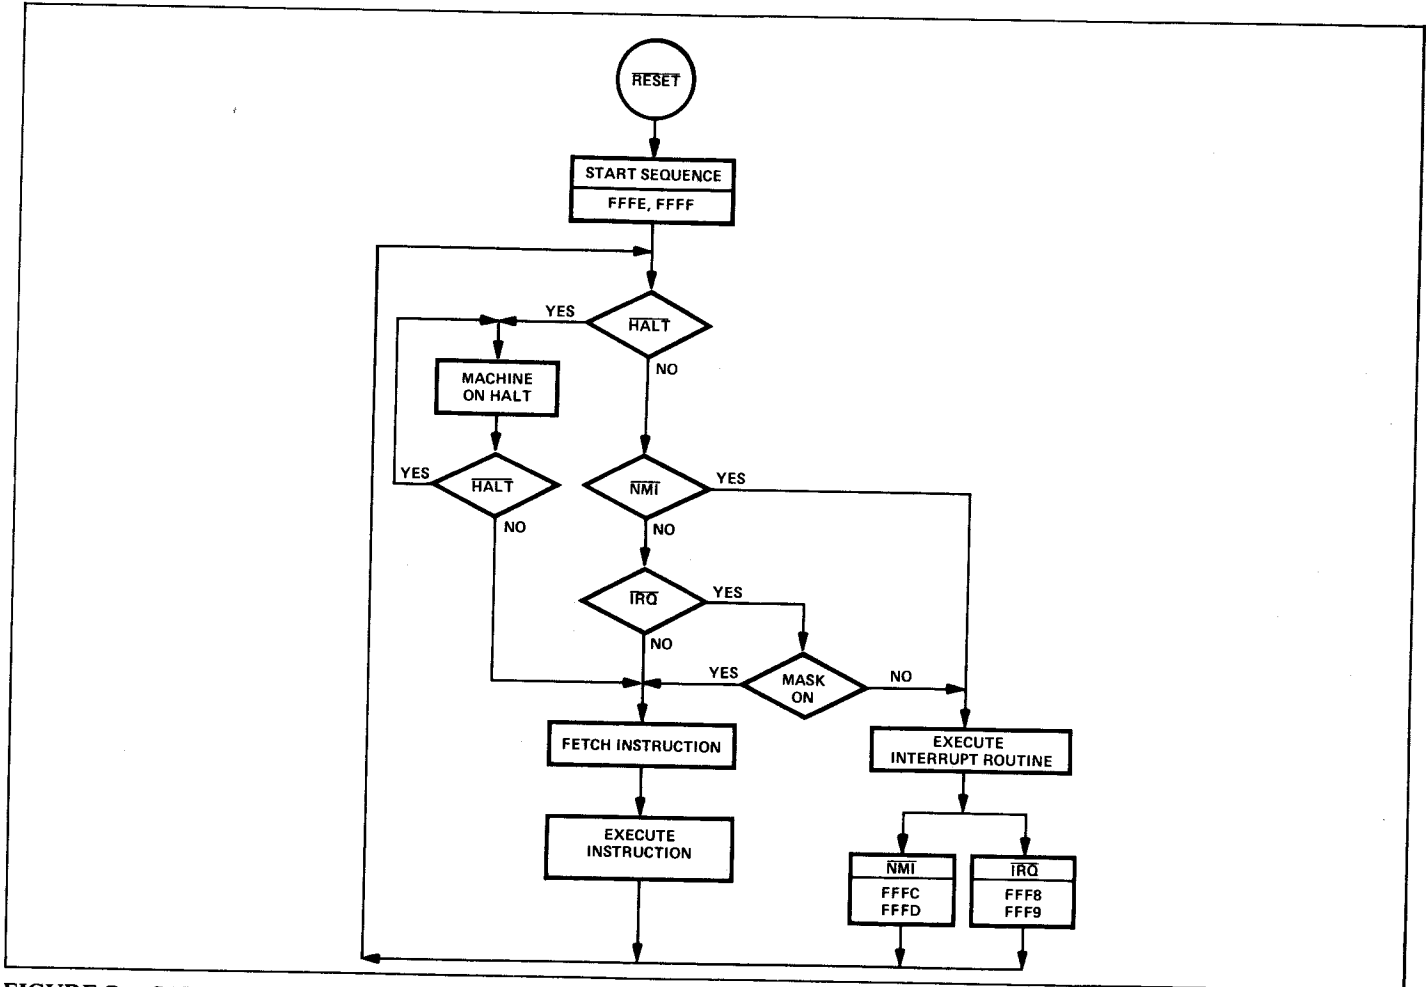 RESET
START SEQUENCE
FFFE, FFFF
YES
HALT
NO
MACHINE
ON HALT
YES
HALT
NO
NMI
YES
NO
IRQ
YES
NO
YES
MASK
ON
NO
FETCH INSTRUCTION
EXECUTE
INTERRUPT ROUTINE
EXECUTE
INSTRUCTION
NMI
FFFC
FFFD
IRQ
FFF8
FFF9